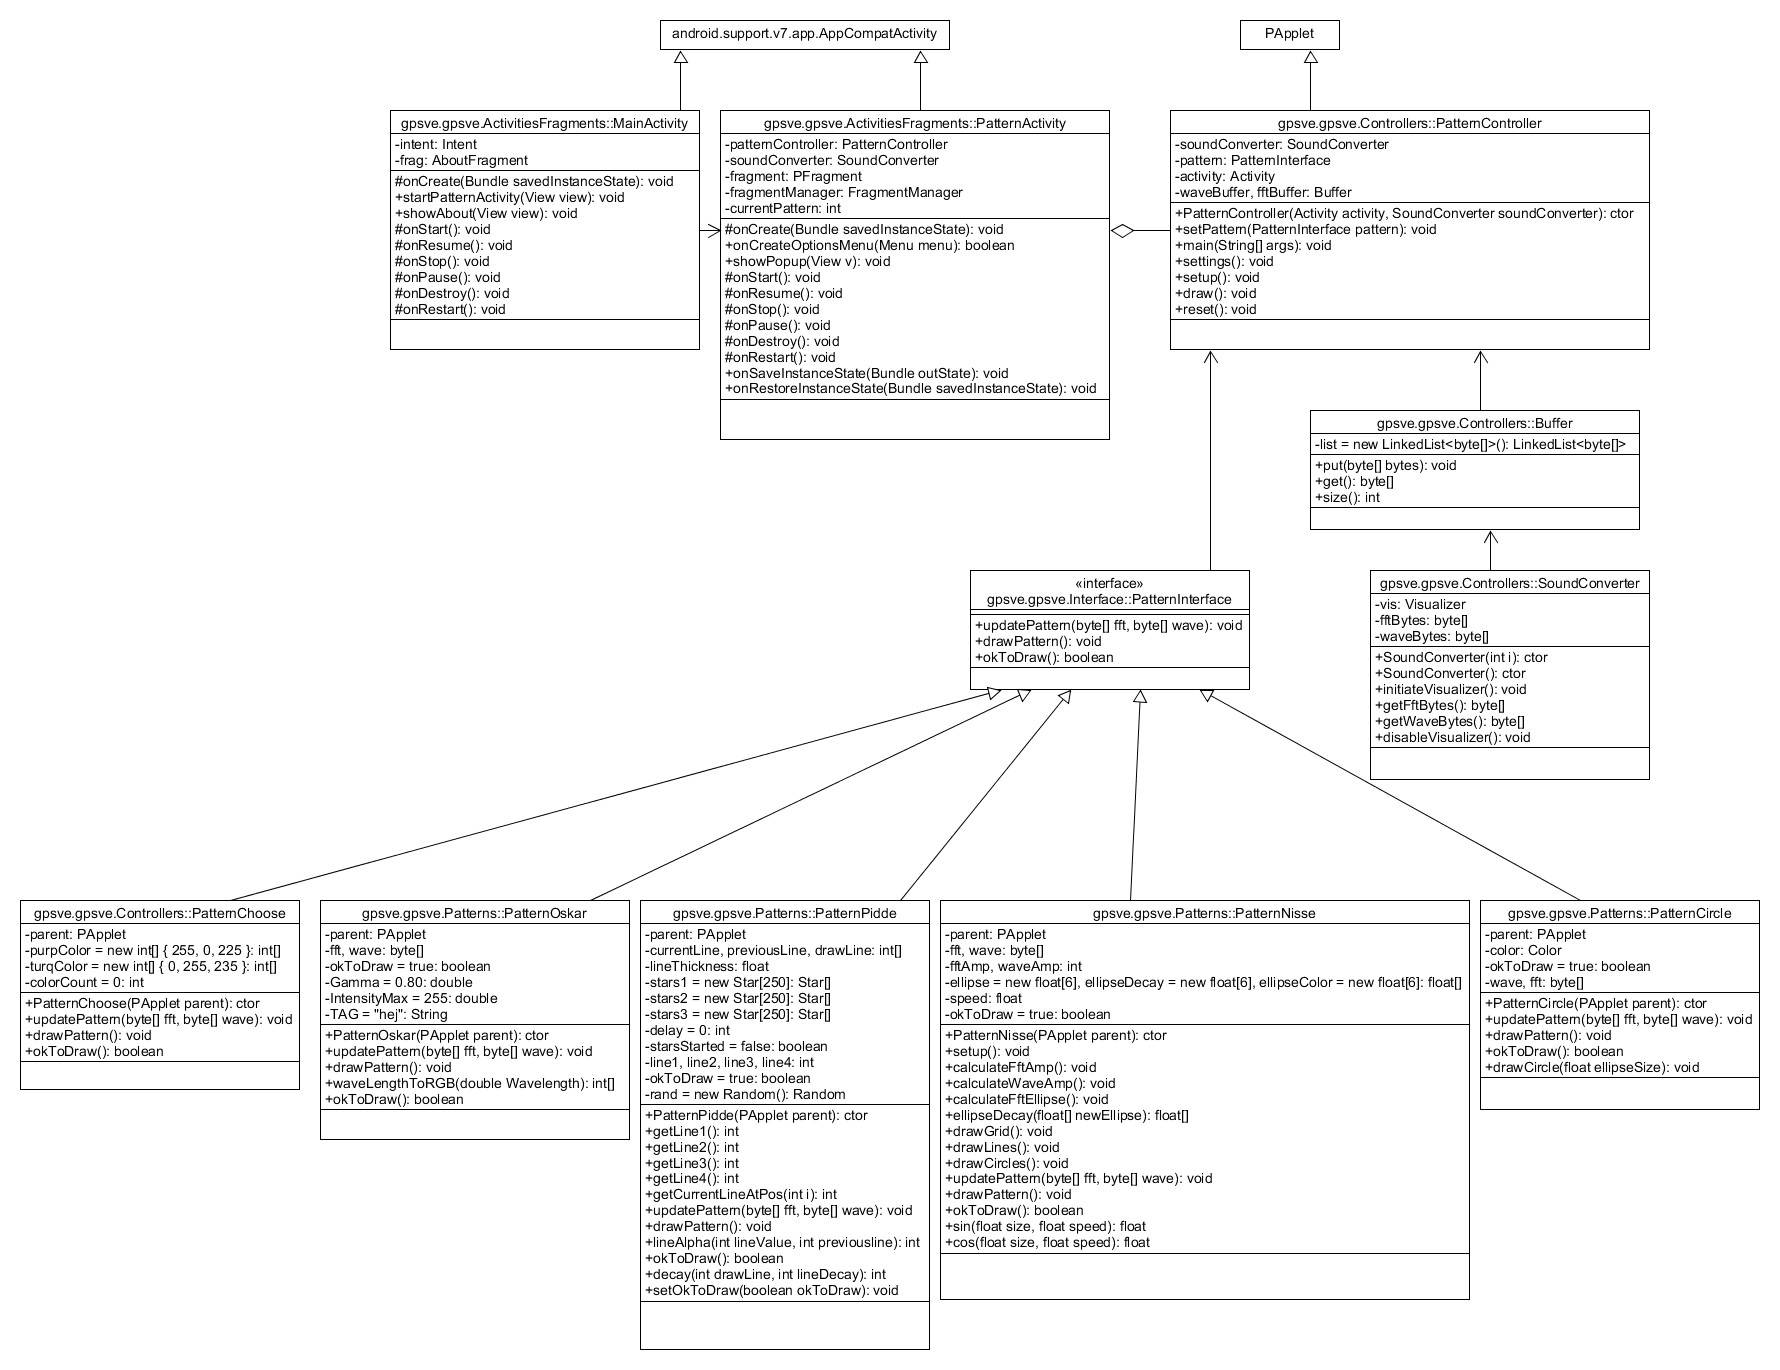 android.support.v7.app.AppCompatActivity
PApplet
gpsve.gpsve.ActivitiesFragments::MainActivity
-intent: Intent
-frag: AboutFragment
#onCreate(Bundle savedInstanceState): void
+startPatternActivity(View view): void
+showAbout(View view): void
#onStart(): void
#onResume(): void
#onStop(): void
#onPause(): void
#onDestroy(): void
#onRestart(): void
gpsve.gpsve.ActivitiesFragments::PatternActivity
-patternController: PatternController
-soundConverter: SoundConverter
-fragment: PFragment
-fragmentManager: FragmentManager
-currentPattern: int
#onCreate(Bundle savedInstanceState): void
+onCreateOptionsMenu(Menu menu): boolean
+showPopup(View v): void
#onStart(): void
#onResume(): void
#onStop(): void
#onPause(): void
#onDestroy(): void
#onRestart(): void
+onSaveInstanceState(Bundle outState): void
+onRestoreInstanceState(Bundle savedInstanceState): void
gpsve.gpsve.Controllers::PatternController
-soundConverter: SoundConverter
-pattern: PatternInterface
-activity: Activity
-waveBuffer, fftBuffer: Buffer
+PatternController(Activity activity, SoundConverter soundConverter): ctor
+setPattern(PatternInterface pattern): void
+main(String[] args): void
+settings(): void
+setup(): void
+draw(): void
+reset(): void
gpsve.gpsve.Controllers::Buffer
-list = new LinkedList<byte[]>(): LinkedList<byte[]>
+put(byte[] bytes): void
+get(): byte[]
+size(): int
«interface»
gpsve.gpsve.Interface::PatternInterface
+updatePattern(byte[] fft, byte[] wave): void
+drawPattern(): void
+okToDraw(): boolean
gpsve.gpsve.Controllers::SoundConverter
-vis: Visualizer
-fftBytes: byte[]
-waveBytes: byte[]
+SoundConverter(int i): ctor
+SoundConverter(): ctor
+initiateVisualizer(): void
+getFftBytes(): byte[]
+getWaveBytes(): byte[]
+disableVisualizer(): void
gpsve.gpsve.Controllers::PatternChoose
-parent: PApplet
-purpColor = new int[] { 255, 0, 225 }: int[]
-turqColor = new int[] { 0, 255, 235 }: int[]
-colorCount = 0: int
+PatternChoose(PApplet parent): ctor
+updatePattern(byte[] fft, byte[] wave): void
+drawPattern(): void
+okToDraw(): boolean
gpsve.gpsve.Patterns::PatternOskar
-parent: PApplet
-fft, wave: byte[]
-okToDraw = true: boolean
-Gamma = 0.80: double
-IntensityMax = 255: double
-TAG = "hej": String
+PatternOskar(PApplet parent): ctor
+updatePattern(byte[] fft, byte[] wave): void
+drawPattern(): void
+waveLengthToRGB(double Wavelength): int[]
+okToDraw(): boolean
gpsve.gpsve.Patterns::PatternPidde
-parent: PApplet
-currentLine, previousLine, drawLine: int[]
-lineThickness: float
-stars1 = new Star[250]: Star[]
-stars2 = new Star[250]: Star[]
-stars3 = new Star[250]: Star[]
-delay = 0: int
-starsStarted = false: boolean
-line1, line2, line3, line4: int
-okToDraw = true: boolean
-rand = new Random(): Random
+PatternPidde(PApplet parent): ctor
+getLine1(): int
+getLine2(): int
+getLine3(): int
+getLine4(): int
+getCurrentLineAtPos(int i): int
+updatePattern(byte[] fft, byte[] wave): void
+drawPattern(): void
+lineAlpha(int lineValue, int previousline): int
+okToDraw(): boolean
+decay(int drawLine, int lineDecay): int
+setOkToDraw(boolean okToDraw): void
gpsve.gpsve.Patterns::PatternNisse
-parent: PApplet
-fft, wave: byte[]
-fftAmp, waveAmp: int
-ellipse = new float[6], ellipseDecay = new float[6], ellipseColor = new float[6]: float[]
-speed: float
-okToDraw = true: boolean
+PatternNisse(PApplet parent): ctor
+setup(): void
+calculateFftAmp(): void
+calculateWaveAmp(): void
+calculateFftEllipse(): void
+ellipseDecay(float[] newEllipse): float[]
+drawGrid(): void
+drawLines(): void
+drawCircles(): void
+updatePattern(byte[] fft, byte[] wave): void
+drawPattern(): void
+okToDraw(): boolean
+sin(float size, float speed): float
+cos(float size, float speed): float
gpsve.gpsve.Patterns::PatternCircle
-parent: PApplet
-color: Color
-okToDraw = true: boolean
-wave, fft: byte[]
+PatternCircle(PApplet parent): ctor
+updatePattern(byte[] fft, byte[] wave): void
+drawPattern(): void
+okToDraw(): boolean
+drawCircle(float ellipseSize): void